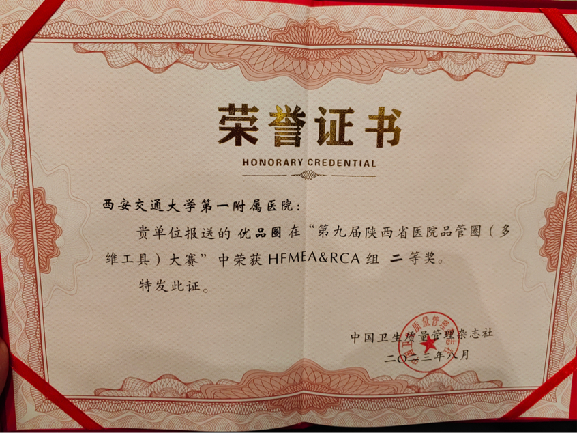 荣誉证书
HONORARY CREDENTIAL
西安交通大学第一附属医院：
贵单位报送的优品圈在“第九届陕西省医院品管圈（多
维工具）大赛”中荣获HFMEA&RCA组 二等奖。
特发此证。
中国卫生质量管理杂志社
二〇二二年八月